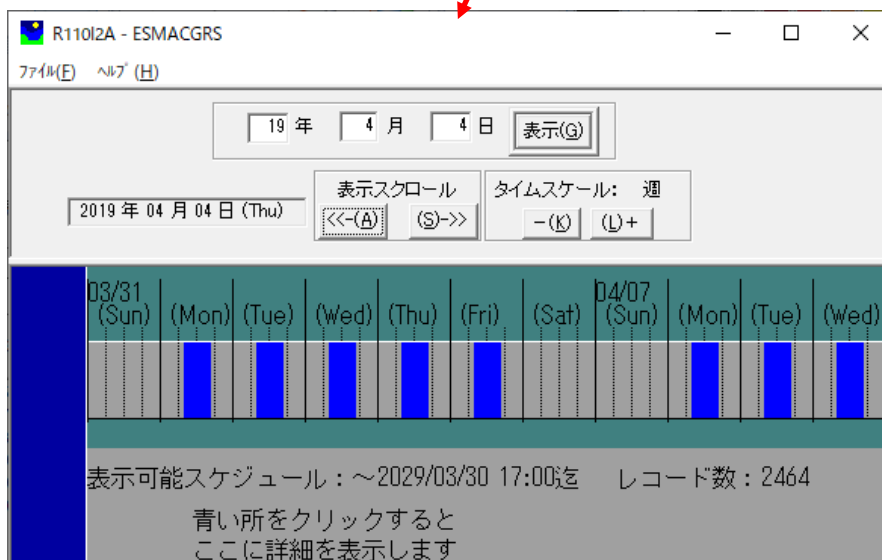 R110I2A - ESMACGRS
ﾌｧｲﾙ(F) ﾍﾙﾌﾟ(H)
19 年 4 月 4 日 表示(G)
表示スクロール タイムスケール： 週
2019 年 04 月 04 日 (Thu) <<-(A) (S)->> -(K) (L)+
03/31 04/07
(Sun) (Mon) (Tue) (Wed) (Thu) (Fri) (Sat) (Sun) (Mon) (Tue) (Wed)
表示可能スケジュール：～2029/03/30 17:00迄 レコード数：2464
青い所をクリックすると
ここに詳細を表示します